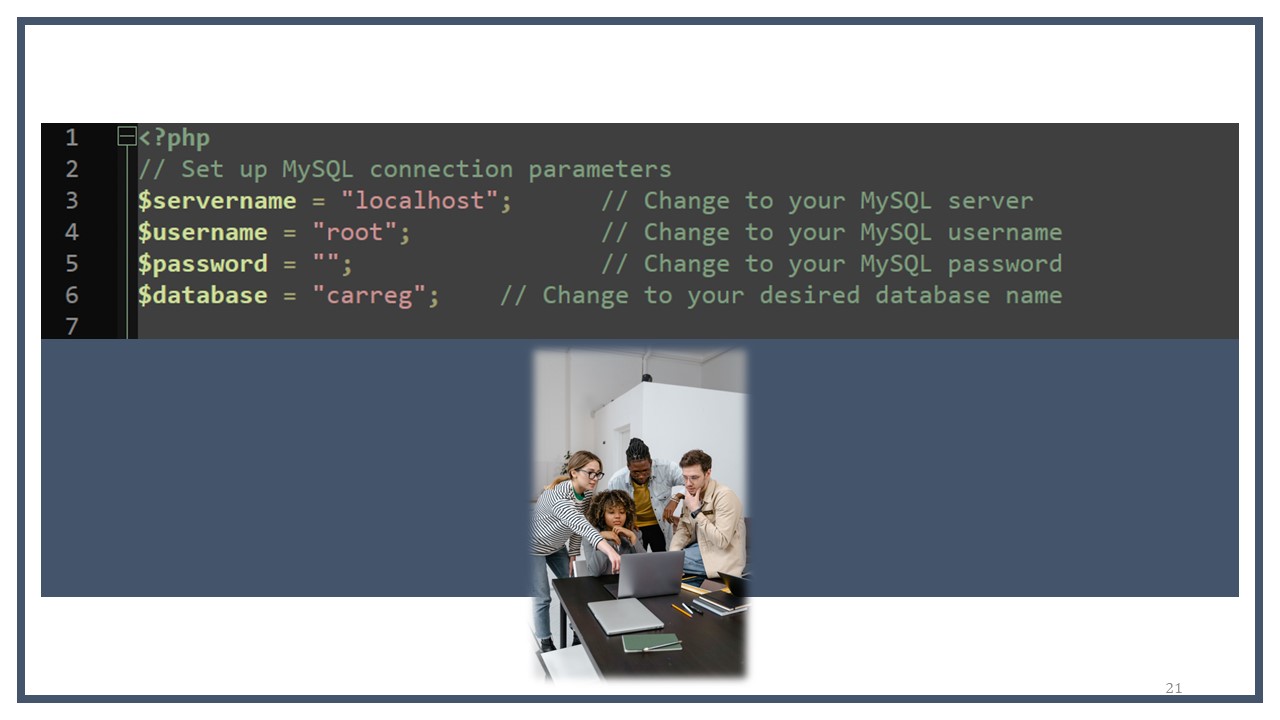 1 <?php
2 // Set up MySQL connection parameters
3 $servername = "localhost"; // Change to your MySQL server
4 $username = "root"; // Change to your MySQL username
5 $password = ""; // Change to your MySQL password
6 $database = "carreg"; // Change to your desired database name
7
21